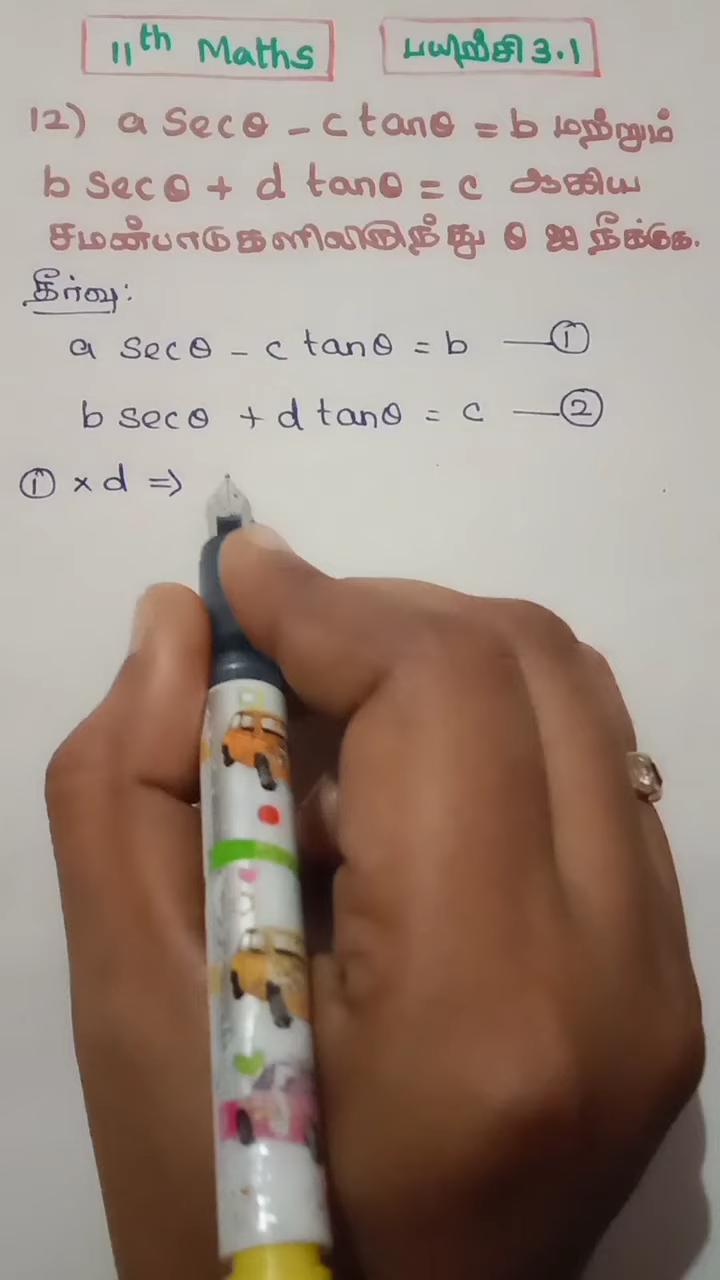 11th Maths பயிற்சி 3.1
12) a secθ - c tanθ = b மற்றும்
b secθ + d tanθ = c ஆகிய
சமன்பாடுகளிலிருந்து θ ஐ நீக்குக.
தீர்வு:
a secθ - c tanθ = b —①
b secθ + d tanθ = c —②
① × d ⇒